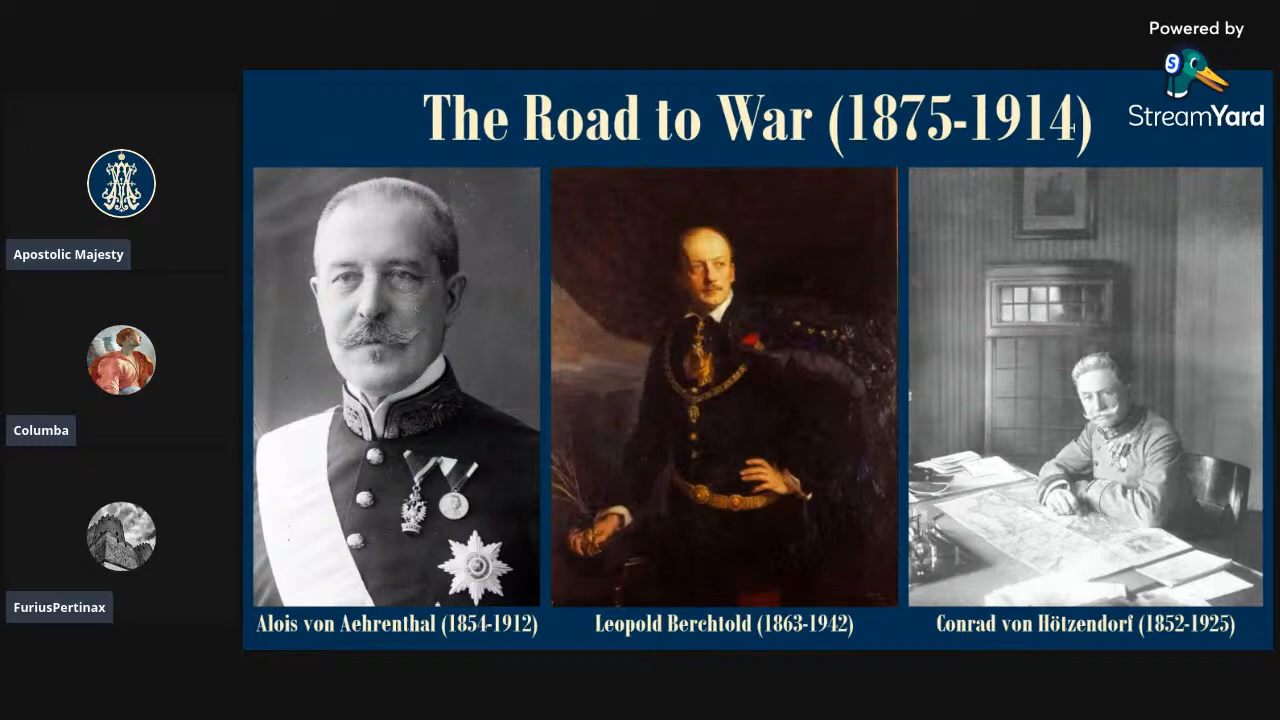 Powered by
StreamYard
The Road to War (1875-1914)
Apostolic Majesty
Columba
FuriusPertinax
Alois von Aehrenthal (1854-1912)
Leopold Berchtold (1863-1942)
Conrad von Hötzendorf (1852-1925)